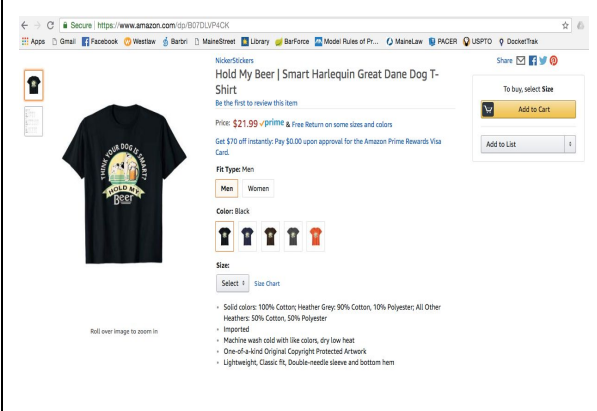 Secure | https://www.amazon.com/dp/B07DLVP4CK
Apps Gmail Facebook Westlaw Barbri MaineStreet Library BarForce Model Rules of Pr... MaineLaw PACER USPTO DocketTrak
NickerStickers
Hold My Beer | Smart Harlequin Great Dane Dog T-
Shirt
Be the first to review this item
Price: $21.99 prime & Free Return on some sizes and colors
Get $70 off instantly: Pay $0.00 upon approval for the Amazon Prime Rewards Visa
Card.
Fit Type: Men
Men Women
Color: Black
Size:
Select Size Chart
Solid colors: 100% Cotton; Heather Grey: 90% Cotton, 10% Polyester; All Other
Heathers: 50% Cotton, 50% Polyester
Imported
Machine wash cold with like colors, dry low heat
One-of-a-kind Original Copyright Protected Artwork
Lightweight, Classic fit, Double-needle sleeve and bottom hem
THINK YOUR DOG IS SMART?
HOLD MY
Beer
Roll over image to zoom in
Share
To buy, select Size
Add to Cart
Add to List